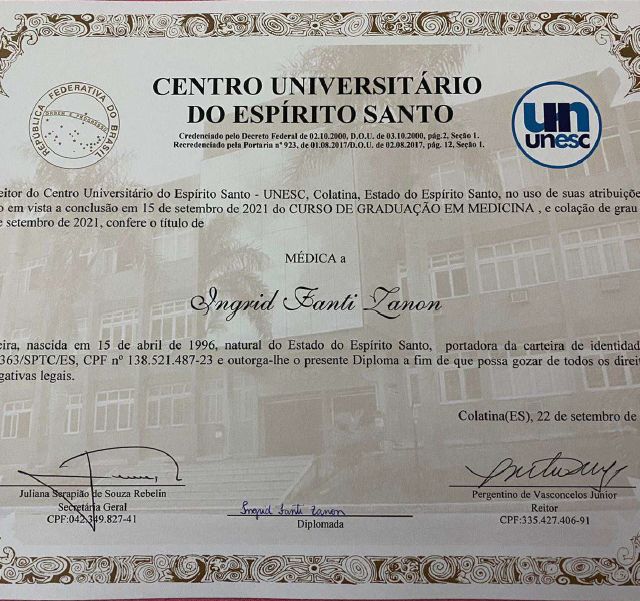 CENTRO UNIVERSITÁRIO
DO ESPÍRITO SANTO
Credenciado pelo Decreto Federal de 02.10.2000, D.O.U. de 03.10.2000, pág.2, Seção 1.
Recredenciado pela Portaria nº 923, de 01.08.2017/D.O.U. de 02.08.2017, pág. 12, Seção 1.
REPÚBLICA FEDERATIVA DO BRASIL
ORDEM E PROGRESSO
un
unesc
eitor do Centro Universitário do Espírito Santo - UNESC, Colatina, Estado do Espírito Santo, no uso de suas atribuiçõe
o em vista a conclusão em 15 de setembro de 2021 do CURSO DE GRADUAÇÃO EM MEDICINA , e colação de grau
e setembro de 2021, confere o título de
MÉDICA a
Ingrid Fanti Zanon
eira, nascida em 15 de abril de 1996, natural do Estado do Espírito Santo, portadora da carteira de identidad
363/SPTC/ES, CPF nº 138.521.487-23 e outorga-lhe o presente Diploma a fim de que possa gozar de todos os direit
gativas legais.
Colatina(ES), 22 de setembro de
Juliana Serapião de Souza Rebelin
Secretária Geral
CPF:042.349.827-41
Ingrid Fanti Zanon
Diplomada
Pergentino de Vasconcelos Junior
Reitor
CPF:335.427.406-91